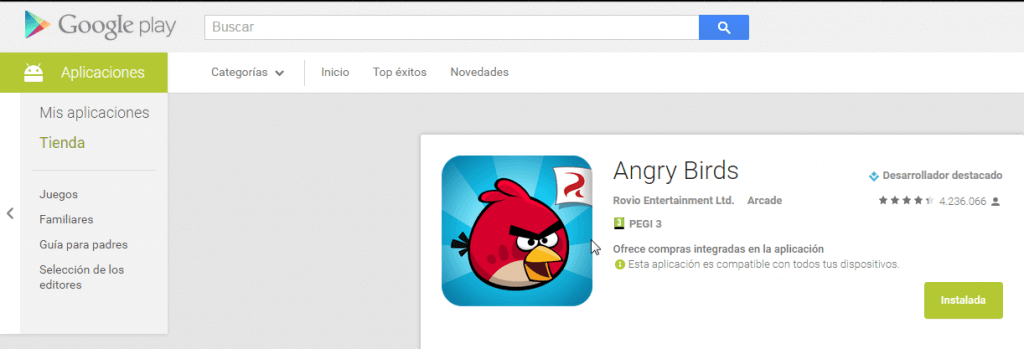 Google play
Buscar
Aplicaciones
Categorías
Inicio
Top éxitos
Novedades
Mis aplicaciones
Tienda
Juegos
Familiares
Guía para padres
Selección de los
editores
Angry Birds
Desarrollador destacado
Rovio Entertainment Ltd. Arcade
4.236.066
3 PEGI 3
Ofrece compras integradas en la aplicación
Esta aplicación es compatible con todos tus dispositivos.
Instalada